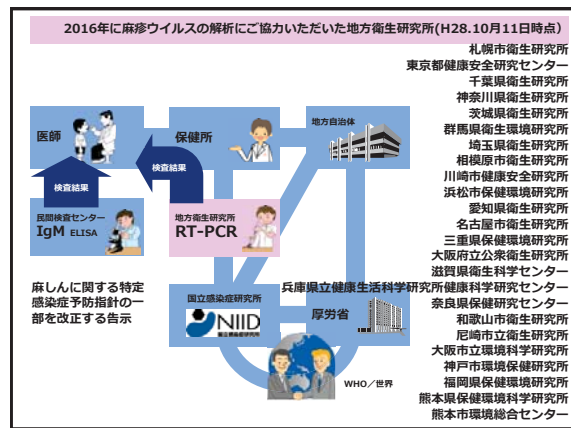 2016年に麻疹ウイルスの解析にご協力いただいた地方衛生研究所(H28.10月11日時点)
札幌市衛生研究所
東京都健康安全研究センター
千葉県衛生研究所
神奈川県衛生研究所
茨城県衛生研究所
群馬県衛生環境研究所
埼玉県衛生研究所
相模原市衛生研究所
川崎市健康安全研究所
浜松市保健環境研究所
愛知県衛生研究所
名古屋市衛生研究所
三重県保健環境研究所
大阪府立公衆衛生研究所
滋賀県衛生科学センター
兵庫県立健康生活科学研究所健康科学研究センター
奈良県保健研究センター
和歌山市衛生研究所
尼崎市立衛生研究所
大阪市立環境科学研究所
神戸市環境保健研究所
福岡県保健環境研究所
熊本県保健環境科学研究所
熊本市環境総合センター
医師
保健所
地方自治体
検査結果
検査結果
民間検査センター
IgM ELISA
地方衛生研究所
RT-PCR
麻しんに関する特定
感染症予防指針の一
部を改正する告示
国立感染症研究所
NIID
国立感染症研究所
厚労省
WHO/世界